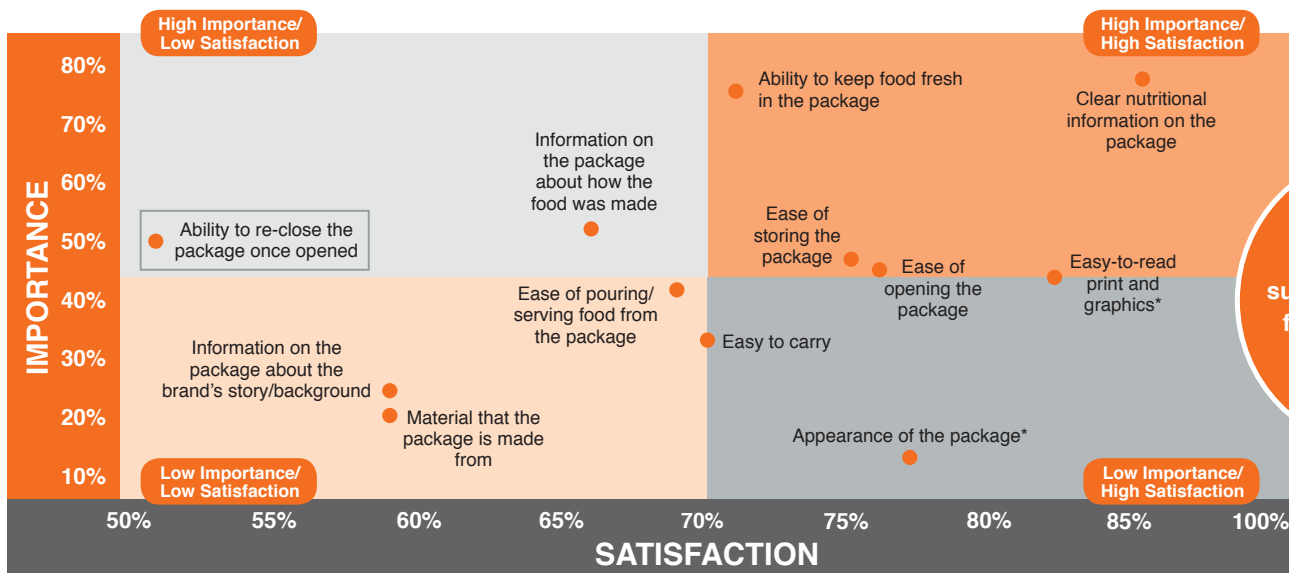 High Importance/
Low Satisfaction
High Importance/
High Satisfaction
IMPORTANCE
80%
70%
60%
50%
40%
30%
20%
10%
Ability to keep food fresh
in the package
Clear nutritional
information on the
package
Information on
the package
about how the
food was made
Ability to re-close the
package once opened
Ease of
storing the
package
Ease of
opening the
package
Easy-to-read
print and
graphics*
Ease of pouring/
serving food from
the package
Easy to carry
Information on the
package about the
brand’s story/background
Material that the
package is made
from
Appearance of the package*
Low Importance/
Low Satisfaction
Low Importance/
High Satisfaction
50%
55%
60%
65%
70%
75%
80%
85%
100%
SATISFACTION